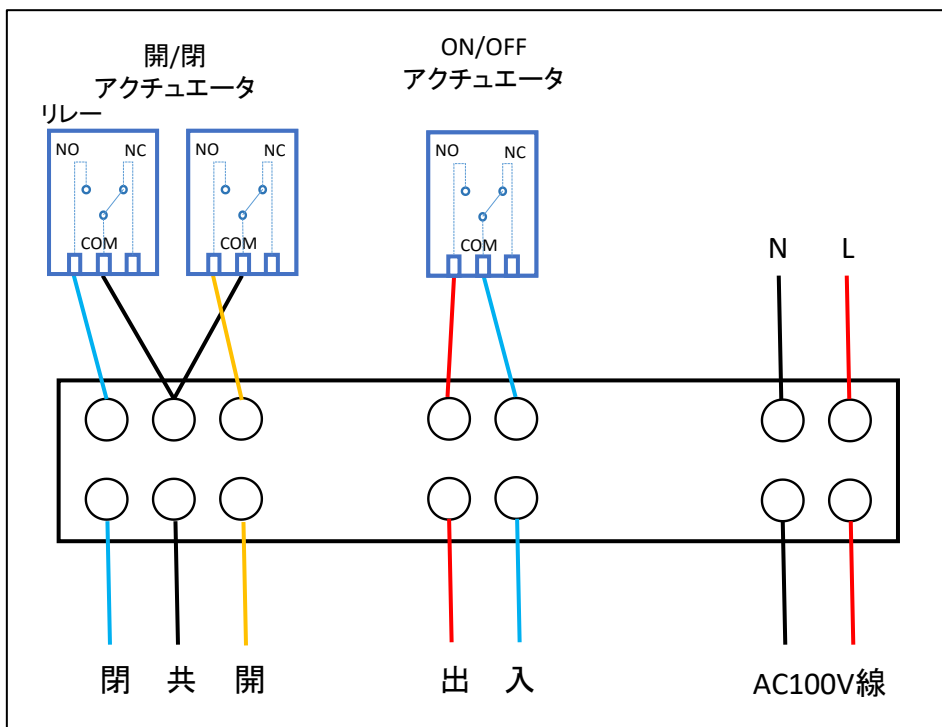 開/閉
アクチュエータ
ON/OFF
アクチュエータ
リレー
NO NC
COM
NO NC
COM
NO NC
COM
N L
閉 共 開
出 入
AC100V線